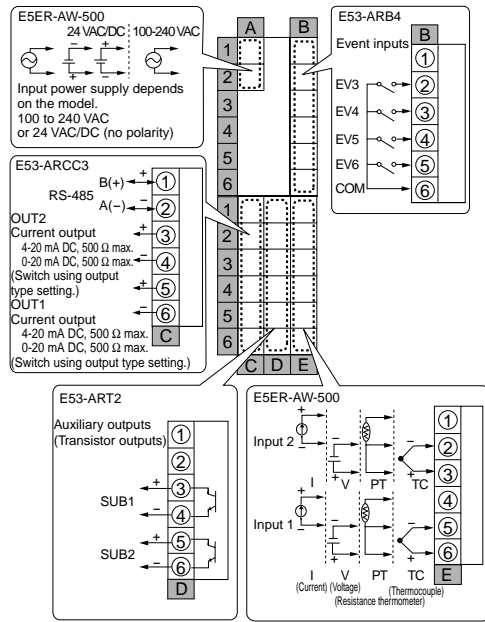 E5ER-AW-500
24 VAC/DC 100-240 VAC
+ +
− −
Input power supply depends
on the model.
100 to 240 VAC
or 24 VAC/DC (no polarity)
A B
1
2
3
4
5
6
1
2
3
4
5
6
C D E
E53-ARB4
Event inputs
B
1
EV3 2
EV4 3
EV5 4
EV6 5
COM 6
E53-ARCC3
B(+) + 1
RS-485
A(−) − 2
OUT2
Current output + 3
4-20 mA DC, 500 Ω max.
0-20 mA DC, 500 Ω max. − 4
(Switch using output
type setting.) + 5
OUT1
Current output − 6
4-20 mA DC, 500 Ω max. C
0-20 mA DC, 500 Ω max.
(Switch using output type setting.)
E53-ART2
Auxiliary outputs
(Transistor outputs)
1
2
+ 3
SUB1
− 4
+ 5
SUB2
− 6
D
E5ER-AW-500
1
2
3
4
5
6
E
Input 2
+ − − +
− + +
I V PT TC
Input 1
+ − −
− + +
I V PT TC
(Current) (Voltage) (Thermocouple)
(Resistance thermometer)